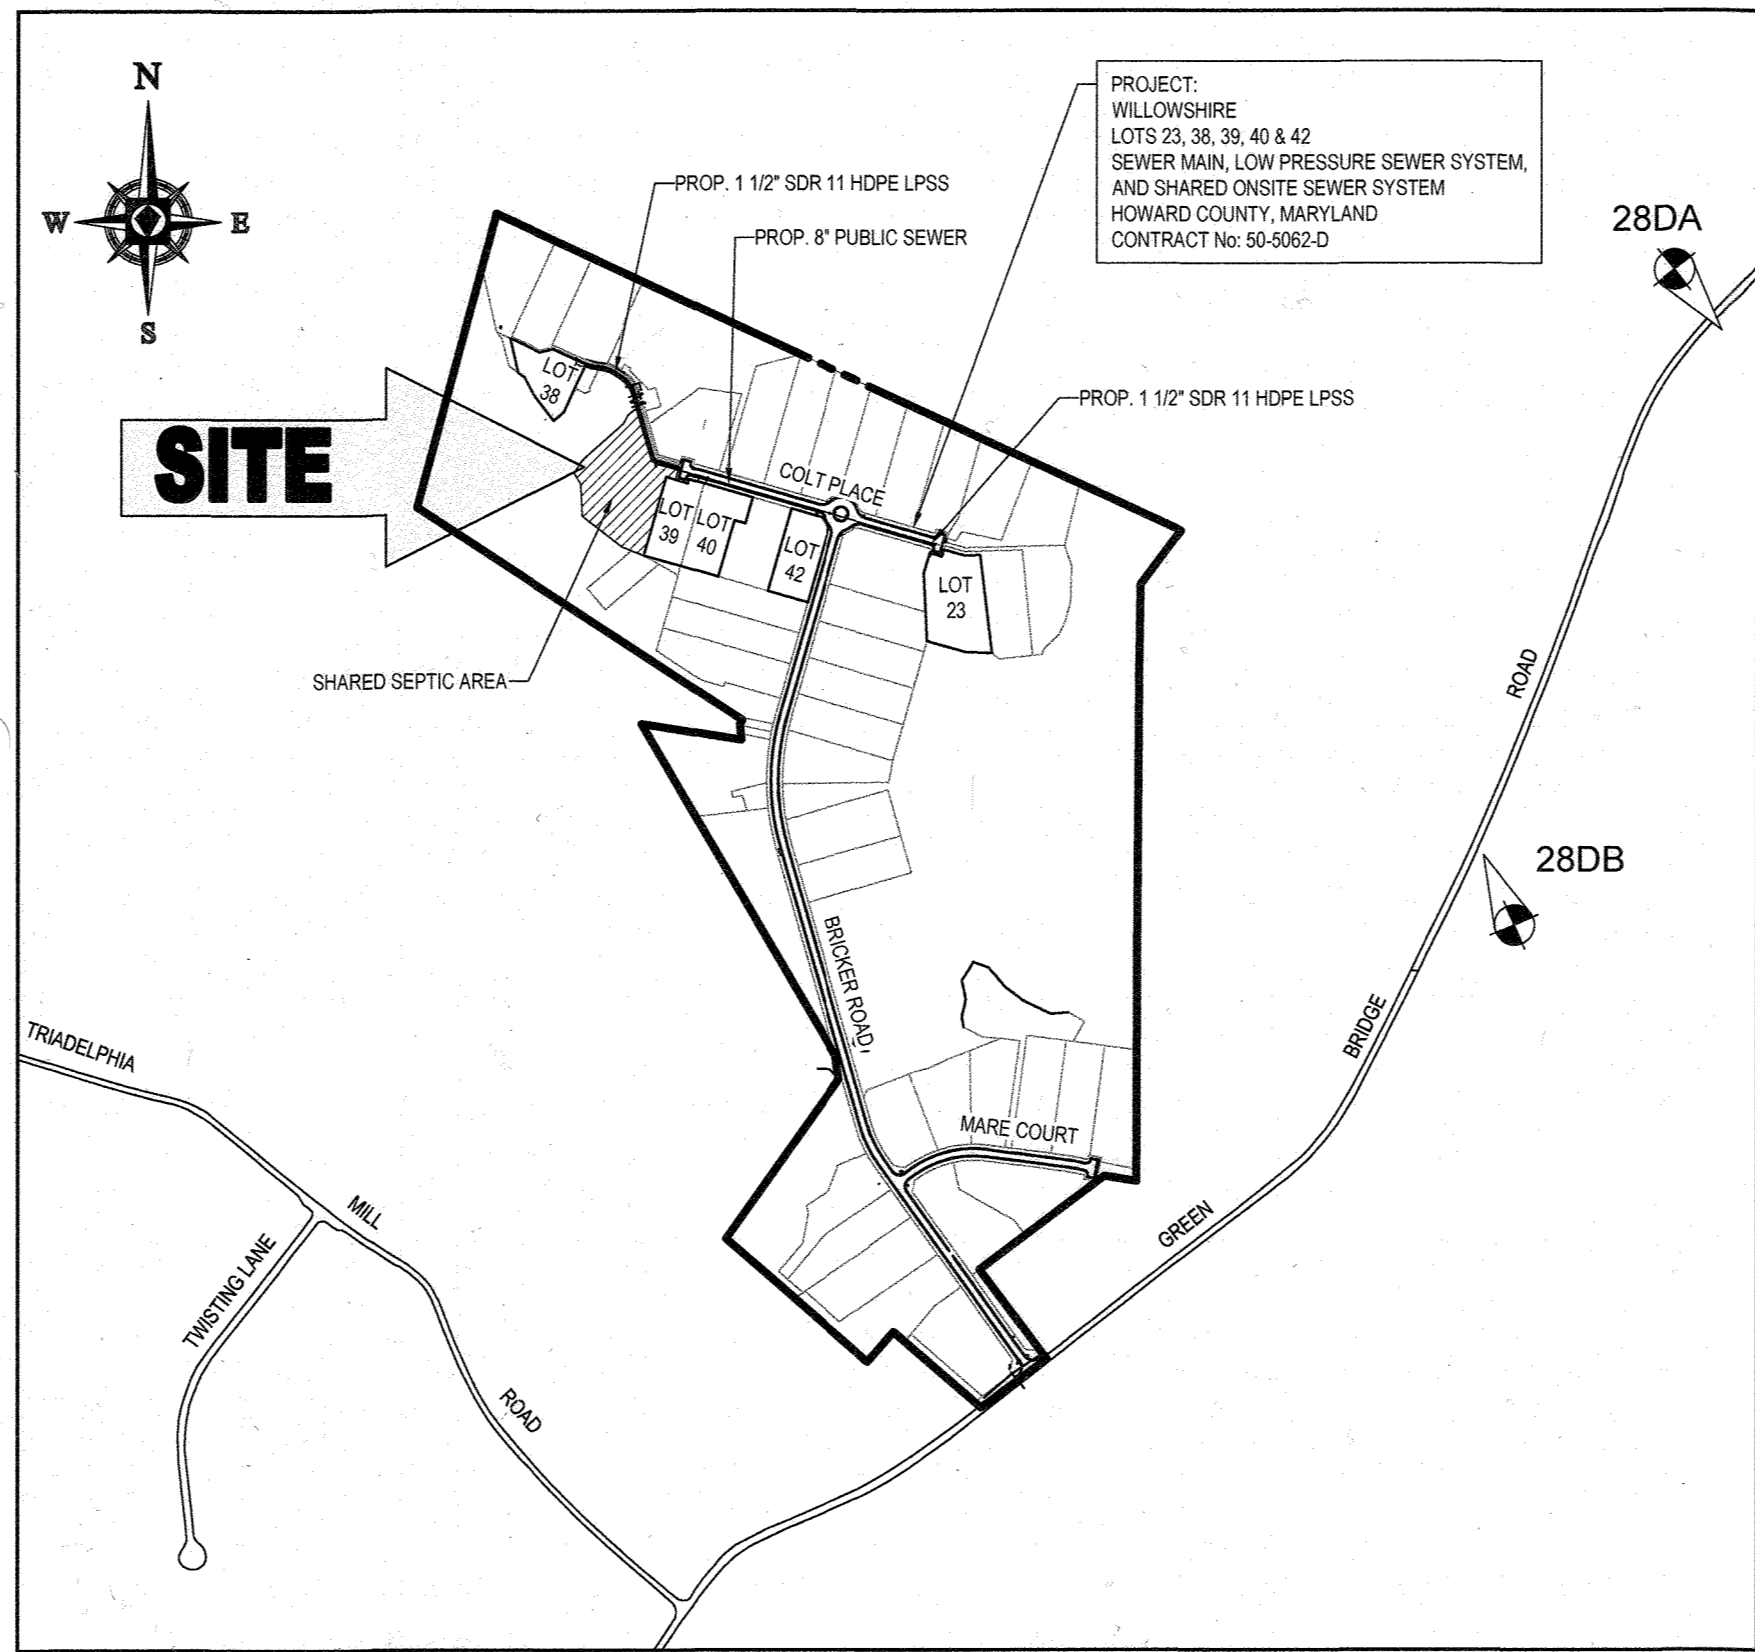 N
W
E
S
PROJECT:
WILLOWSHIRE
LOTS 23, 38, 39, 40 & 42
SEWER MAIN, LOW PRESSURE SEWER SYSTEM,
AND SHARED ONSITE SEWER SYSTEM
HOWARD COUNTY, MARYLAND
CONTRACT No: 50-5062-D
28DA
PROP. 1 1/2" SDR 11 HDPE LPSS
PROP. 8" PUBLIC SEWER
LOT
38
PROP. 1 1/2" SDR 11 HDPE LPSS
SITE
COLT PLACE
LOT
39
LOT
40
LOT
42
LOT
23
SHARED SEPTIC AREA
ROAD
28DB
BRICKER ROAD
BRIDGE
TRIADELPHIA
MARE COURT
MILL
GREEN
TWISTING LANE
ROAD